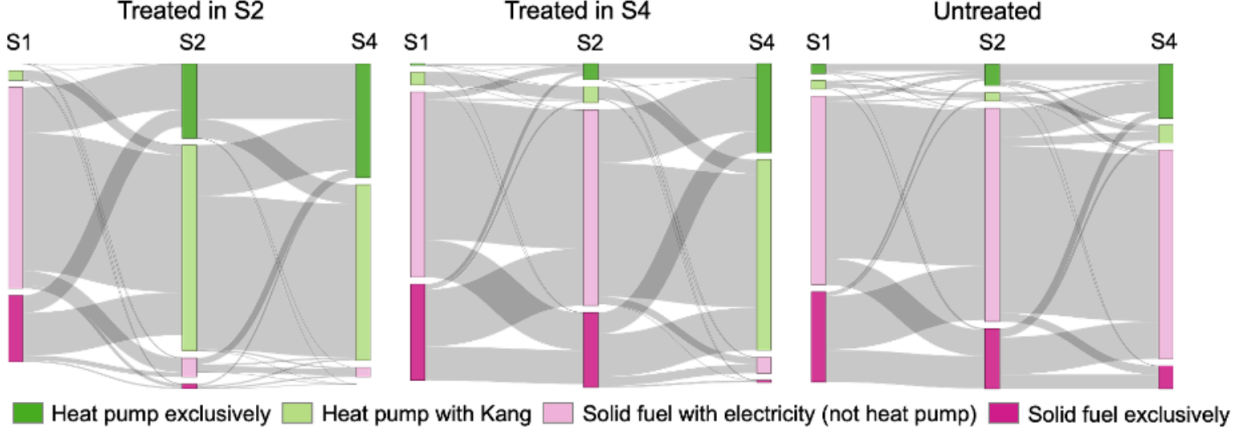 Treated in S2 Treated in S4 Untreated
S1 S2 S4 S1 S2 S4 S1 S2 S4
Heat pump exclusively Heat pump with Kang Solid fuel with electricity (not heat pump) Solid fuel exclusively